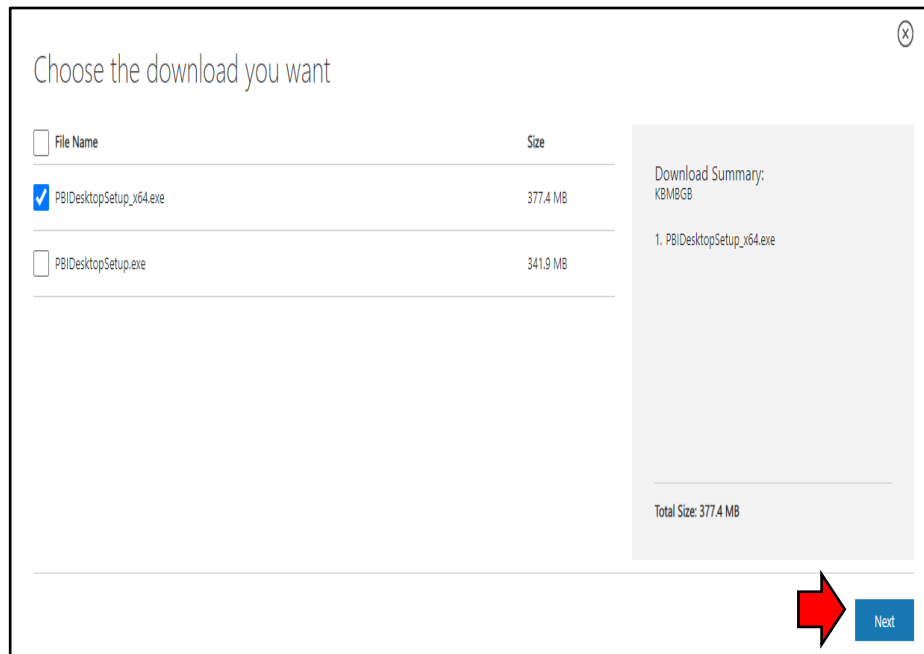 Choose the download you want
File Name Size
PBIDesktopSetup_x64.exe 377.4 MB
PBIDesktopSetup.exe 341.9 MB
Download Summary:
KBMBGB
1. PBIDesktopSetup_x64.exe
Total Size: 377.4 MB
Next